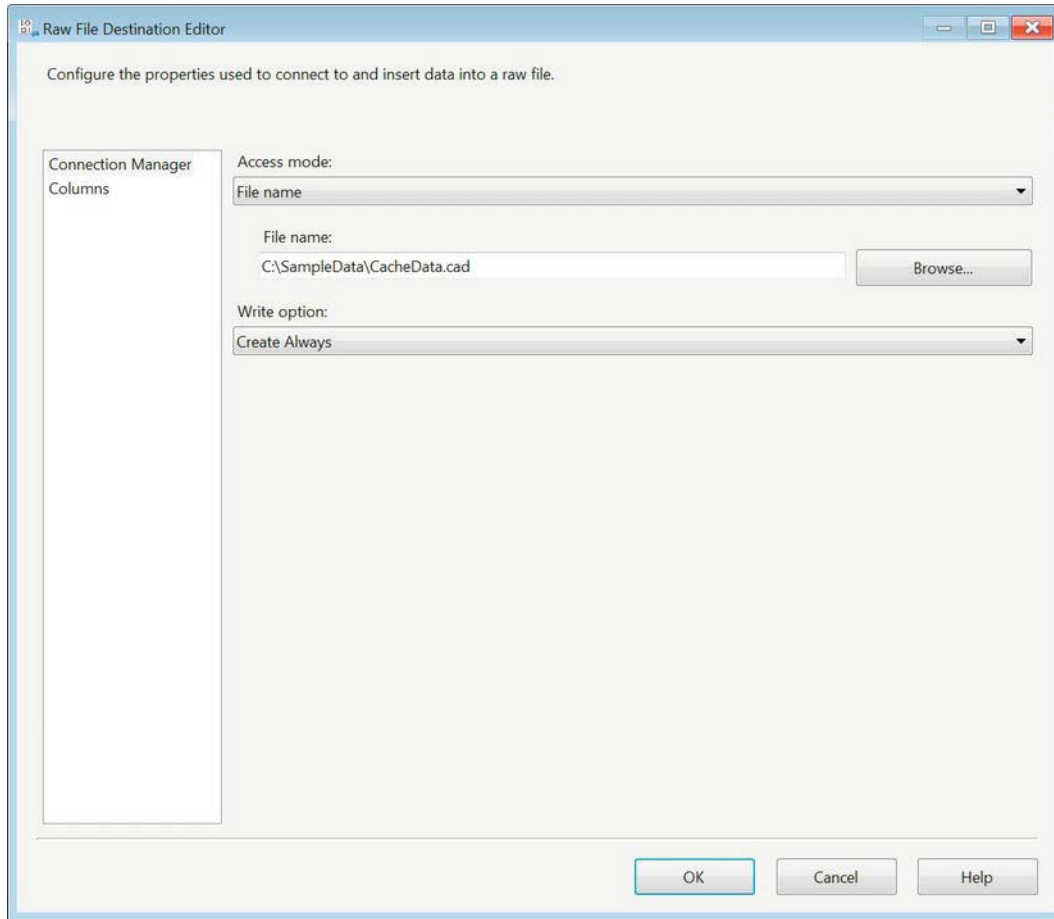 Raw File Destination Editor
Configure the properties used to connect to and insert data into a raw file.
Connection Manager
Columns
Access mode:
File name
File name:
C:\SampleData\CacheData.cad
Browse...
Write option:
Create Always
OK
Cancel
Help